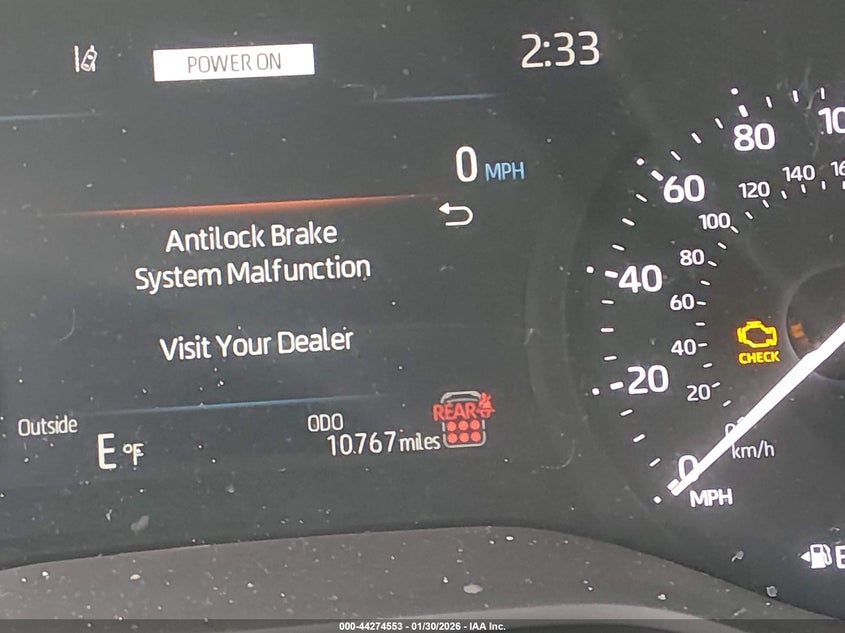 POWER ON
2:33
0 MPH
Antilock Brake
System Malfunction
Visit Your Dealer
Outside
E °F
ODO
10767 miles
REAR
80
60
40
20
0
MPH
140
120
100
80
60
40
20
km/h
CHECK
E
000-44274553 - 01/30/2026 - IAA Inc.